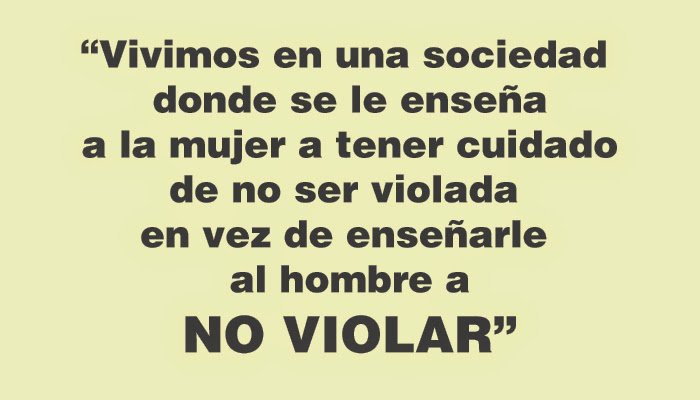 “Vivimos en una sociedad
donde se le enseña
a la mujer a tener cuidado
de no ser violada
en vez de enseñarle
al hombre a
NO VIOLAR”